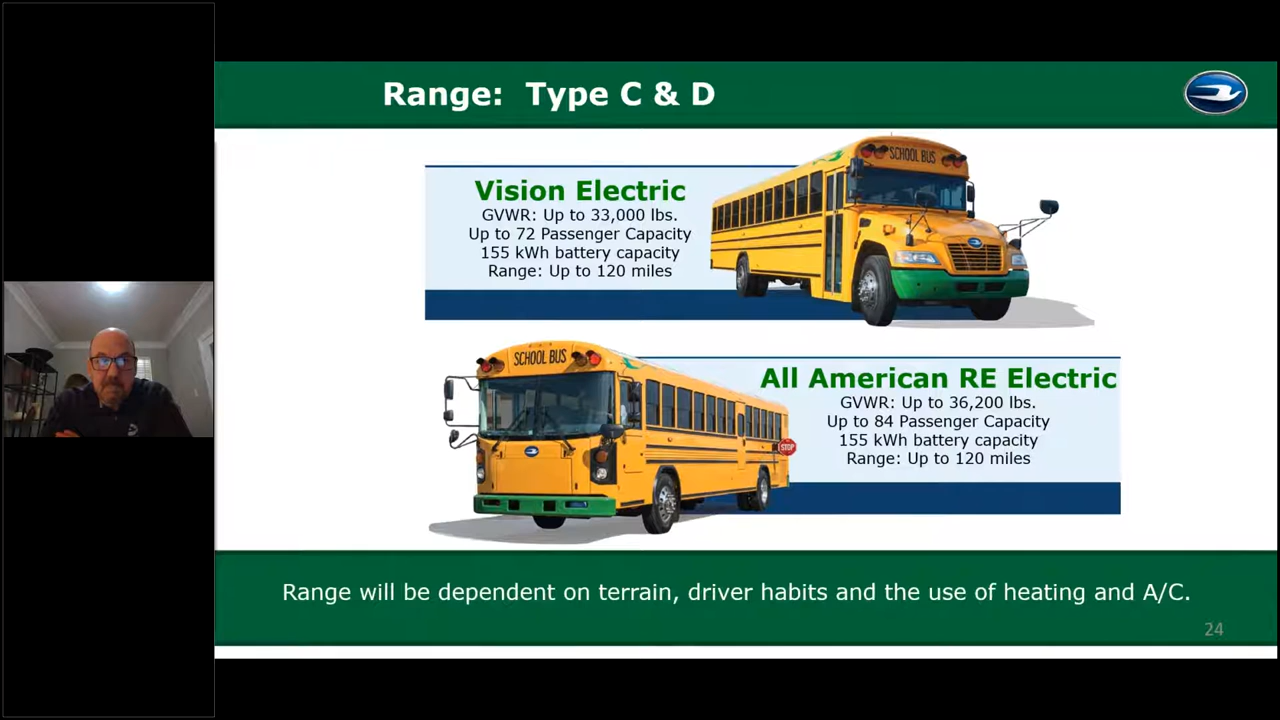 Range: Type C & D
SCHOOL BUS
Vision Electric
GVWR: Up to 33,000 lbs.
Up to 72 Passenger Capacity
155 kWh battery capacity
Range: Up to 120 miles
SCHOOL BUS
All American RE Electric
GVWR: Up to 36,200 lbs.
Up to 84 Passenger Capacity
155 kWh battery capacity
Range: Up to 120 miles
STOP
Range will be dependent on terrain, driver habits and the use of heating and A/C.
24